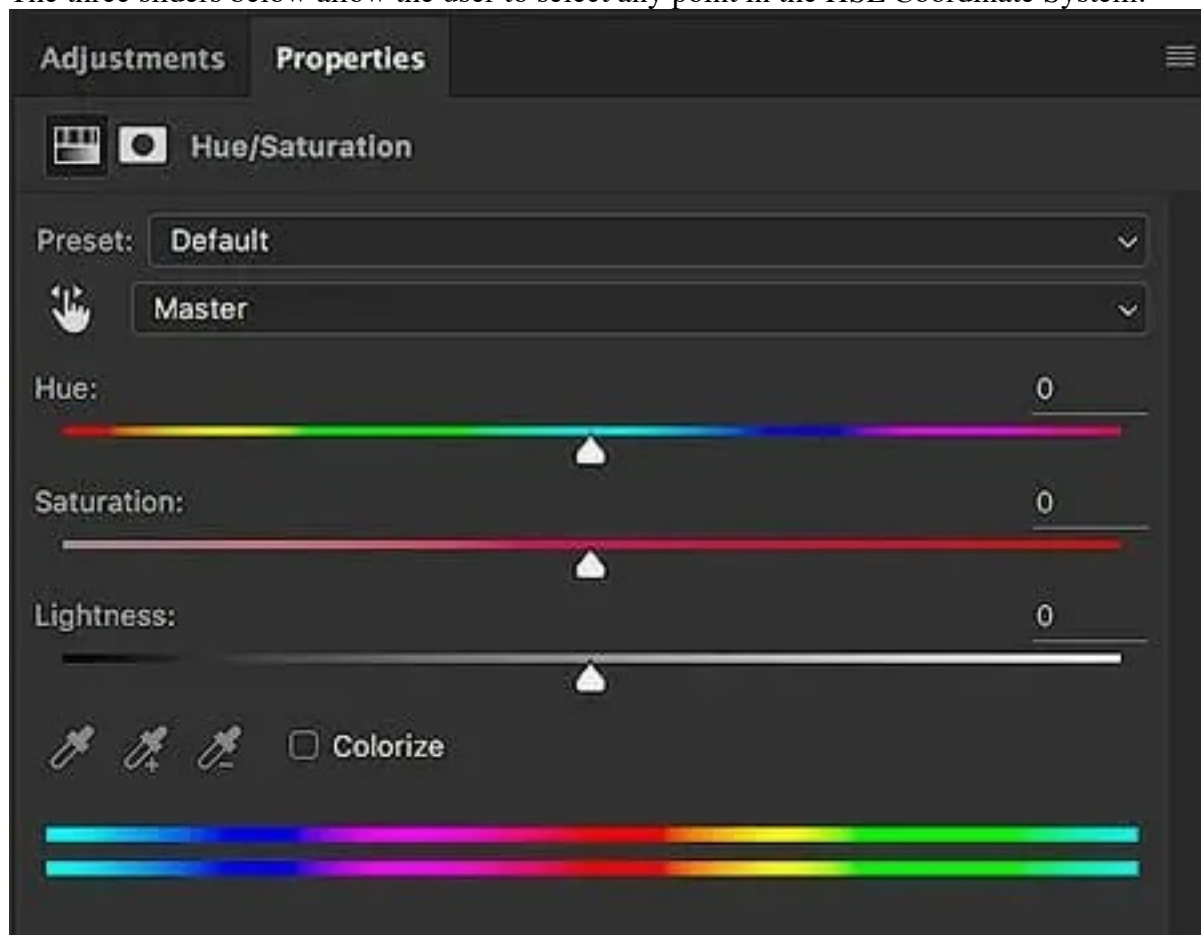 The three sliders below allow the user to select any point in the HSL Coordinate System.
Adjustments Properties
Hue/Saturation
Preset: Default
Master
Hue: 0
Saturation: 0
Lightness: 0
Colorize